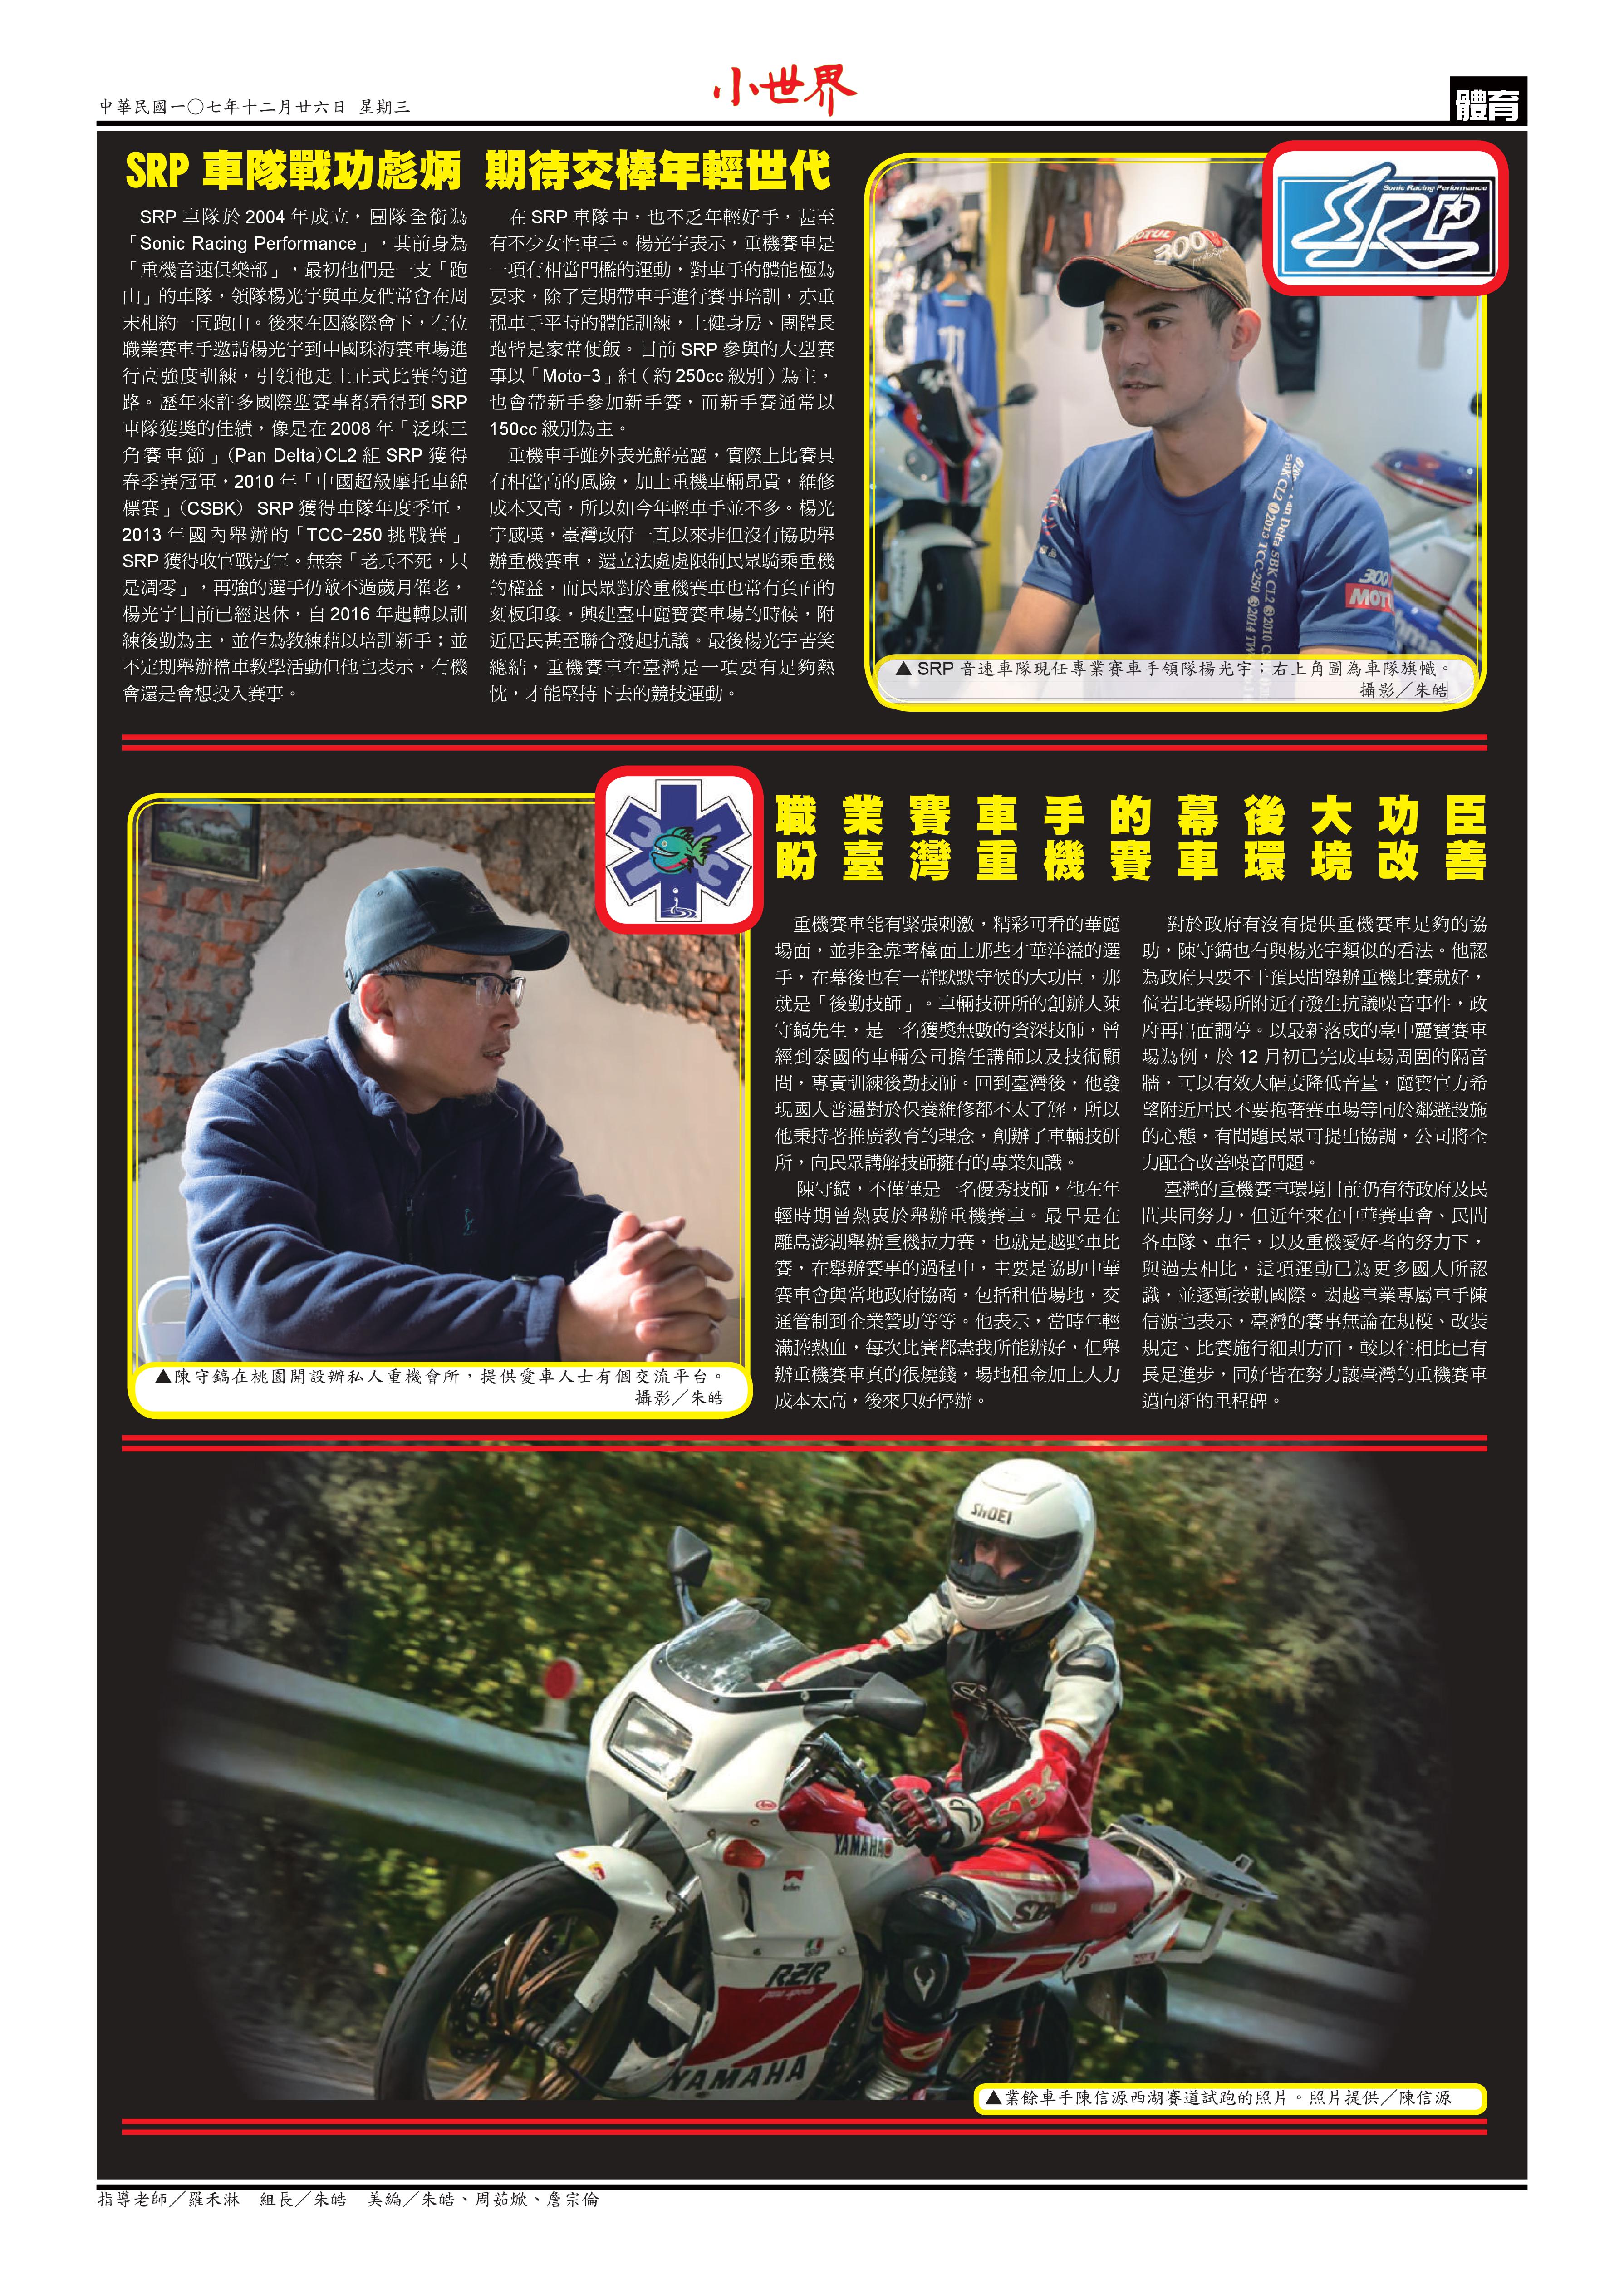 中華民國一〇七年十二月廿六日 星期三
小世界
體育
SRP 車隊戰功彪炳 期待交棒年輕世代
SRP 車隊於 2004 年成立，團隊全銜為
「Sonic Racing Performance」，其前身為
「重機音速俱樂部」，最初他們是一支「跑
山」的車隊，領隊楊光宇與車友們常會在周
末相約一同跑山。後來在因緣際會下，有位
職業賽車手邀請楊光宇到中國珠海賽車場進
行高強度訓練，引領他走上正式比賽的道
路。歷年來許多國際型賽事都看得到 SRP
車隊獲獎的佳績，像是在 2008 年「泛珠三
角賽車節」(Pan Delta)CL2 組 SRP 獲得
春季賽冠軍，2010 年「中國超級摩托車錦
標賽」(CSBK) SRP 獲得車隊年度季軍，
2013 年國內舉辦的「TCC-250 挑戰賽」
SRP 獲得收官戰冠軍。無奈「老兵不死，只
是凋零」，再強的選手仍敵不過歲月催老，
楊光宇目前已經退休，自 2016 年起轉以訓
練後勤為主，並作為教練藉以培訓新手；並
不定期舉辦檔車教學活動但他也表示，有機
會還是會想投入賽事。
在 SRP 車隊中，也不乏年輕好手，甚至
有不少女性車手。楊光宇表示，重機賽車是
一項有相當門檻的運動，對車手的體能極為
要求，除了定期帶車手進行賽事培訓，亦重
視車手平時的體能訓練，上健身房、團體長
跑皆是家常便飯。目前 SRP 參與的大型賽
事以「Moto-3」組（約 250cc 級別）為主，
也會帶新手參加新手賽，而新手賽通常以
150cc 級別為主。
重機車手雖外表光鮮亮麗，實際上比賽具
有相當高的風險，加上重機車輛昂貴，維修
成本又高，所以如今年輕車手並不多。楊光
宇感嘆，臺灣政府一直以來非但沒有協助舉
辦重機賽車，還立法處處限制民眾騎乘重機
的權益，而民眾對於重機賽車也常有負面的
刻板印象，興建臺中麗寶賽車場的時候，附
近居民甚至聯合發起抗議。最後楊光宇苦笑
總結，重機賽車在臺灣是一項要有足夠熱
忱，才能堅持下去的競技運動。
Sonic Racing Performance
SRP
MOTUL
300V
300V
MOTUL
▲ SRP 音速車隊現任專業賽車手領隊楊光宇；右上角圖為車隊旗幟。
攝影／朱皓
職業賽車手的幕後大功臣
盼臺灣重機賽車環境改善
▲陳守鎬在桃園開設辦私人重機會所，提供愛車人士有個交流平台。
攝影／朱皓
重機賽車能有緊張刺激，精彩可看的華麗
場面，並非全靠著檯面上那些才華洋溢的選
手，在幕後也有一群默默守候的大功臣，那
就是「後勤技師」。車輛技研所的創辦人陳
守鎬先生，是一名獲獎無數的資深技師，曾
經到泰國的車輛公司擔任講師以及技術顧
問，專責訓練後勤技師。回到臺灣後，他發
現國人普遍對於保養維修都不太了解，所以
他秉持著推廣教育的理念，創辦了車輛技研
所，向民眾講解技師擁有的專業知識。
陳守鎬，不僅僅是一名優秀技師，他在年
輕時期曾熱衷於舉辦重機賽車。最早是在
離島澎湖舉辦重機拉力賽，也就是越野車比
賽，在舉辦賽事的過程中，主要是協助中華
賽車會與當地政府協商，包括租借場地，交
通管制到企業贊助等等。他表示，當時年輕
滿腔熱血，每次比賽都盡我所能辦好，但舉
辦重機賽車真的很燒錢，場地租金加上人力
成本太高，後來只好停辦。
對於政府有沒有提供重機賽車足夠的協
助，陳守鎬也有與楊光宇類似的看法。他認
為政府只要不干預民間舉辦重機比賽就好，
倘若比賽場所附近有發生抗議噪音事件，政
府再出面調停。以最新落成的臺中麗寶賽車
場為例，於 12 月初已完成車場周圍的隔音
牆，可以有效大幅度降低音量，麗寶官方希
望附近居民不要抱著賽車場等同於鄰避設施
的心態，有問題民眾可提出協調，公司將全
力配合改善噪音問題。
臺灣的重機賽車環境目前仍有待政府及民
間共同努力，但近年來在中華賽車會、民間
各車隊、車行，以及重機愛好者的努力下，
與過去相比，這項運動已為更多國人所認
識，並逐漸接軌國際。閎越車業專屬車手陳
信源也表示，臺灣的賽事無論在規模、改裝
規定、比賽施行細則方面，較以往相比已有
長足進步，同好皆在努力讓臺灣的重機賽車
邁向新的里程碑。
SHOEI
YAMAHA
RZR
YAMAHA
▲業餘車手陳信源西湖賽道試跑的照片。照片提供／陳信源
指導老師／羅禾淋 組長／朱皓 美編／朱皓、周茹焮、詹宗倫